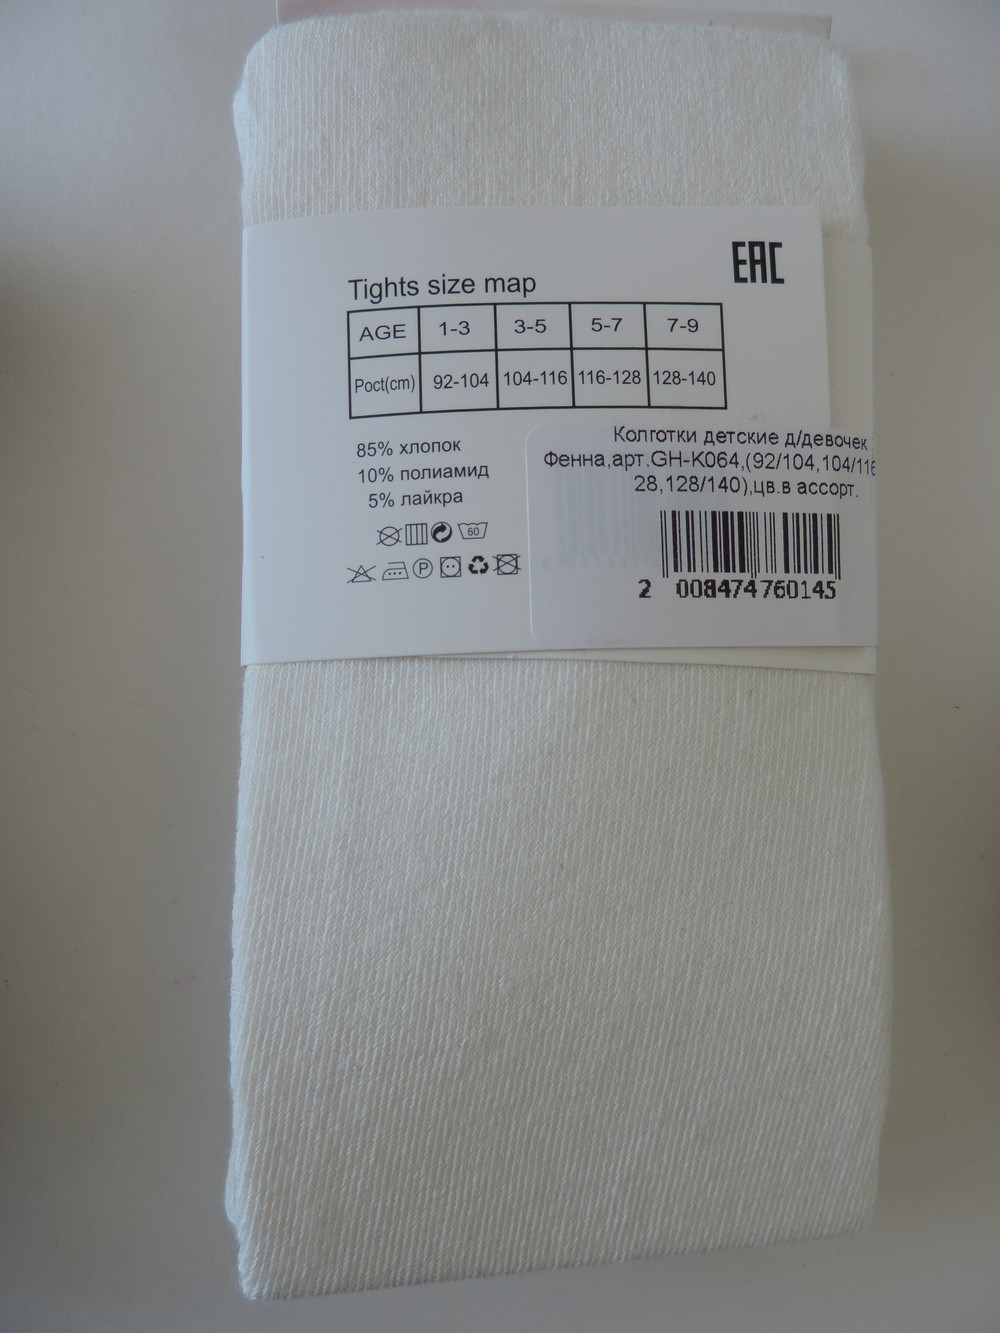 EAC
Tights size map
AGE 1-3 3-5 5-7 7-9
Рост(cm) 92-104 104-116 116-128 128-140
85% хлопок
10% полиамид
5% лайкра
60
P
Колготки детские д/девочек
Фенна,арт.GH-K064,(92/104,104/116
28,128/140),цв.в ассорт.
2 008474760145